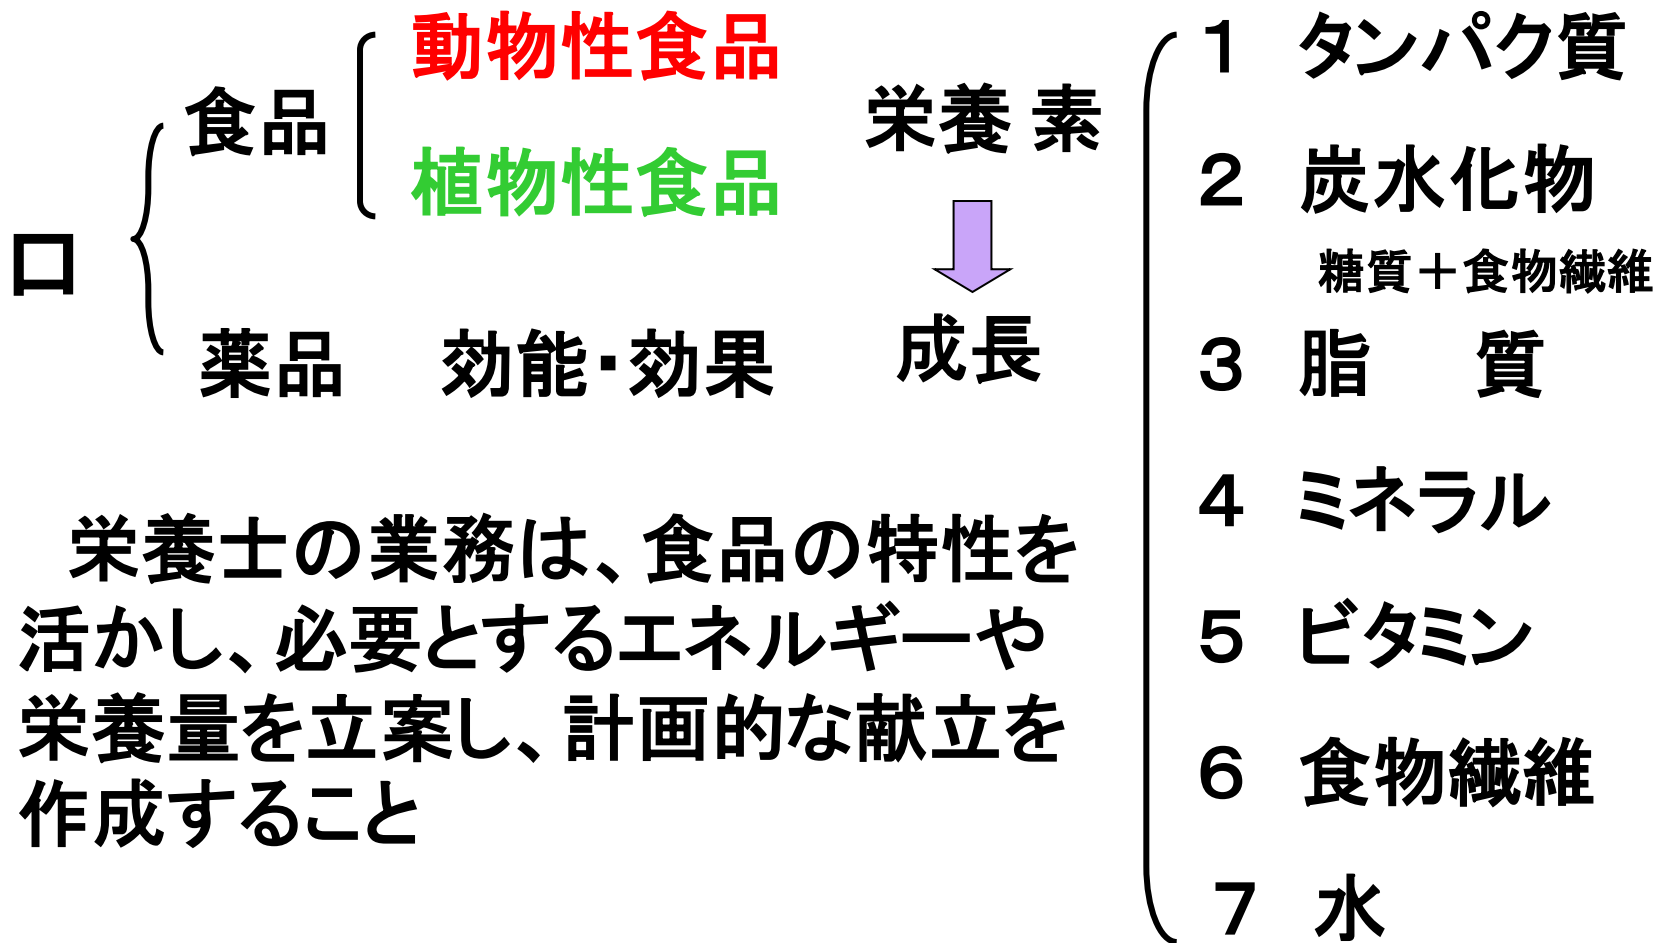 口
食品
動物性食品
植物性食品
薬品　効能・効果
栄養 素
成長
１　タンパク質
２　炭水化物
糖質＋食物繊維
３　脂　質
４　ミネラル
５　ビタミン
６　食物繊維
７　水
栄養士の業務は、食品の特性を
活かし、必要とするエネルギーや
栄養量を立案し、計画的な献立を
作成すること